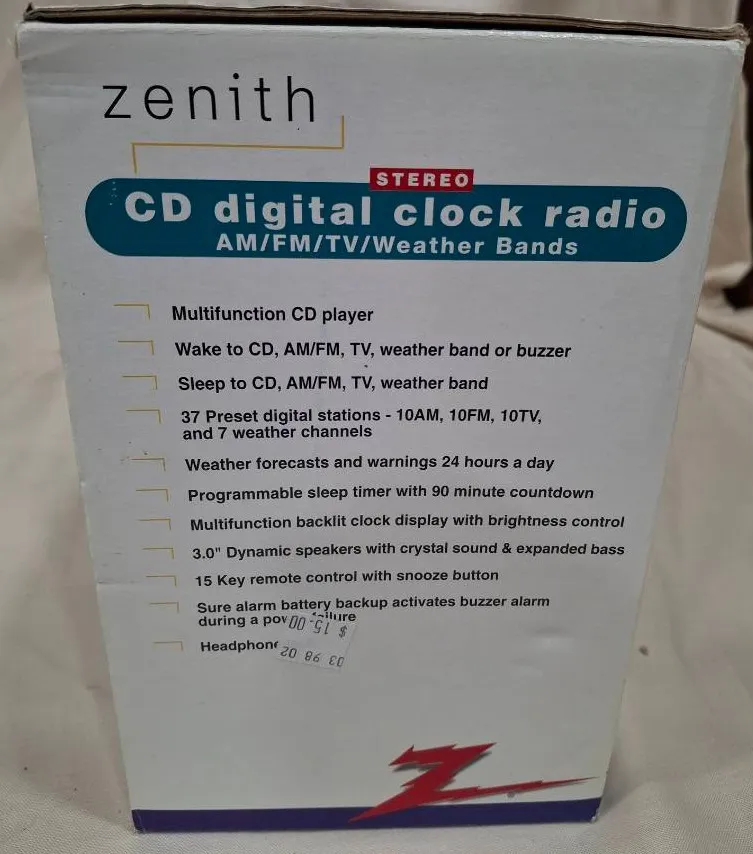 zenith
STEREO
CD digital clock radio
AM/FM/TV/Weather Bands
Multifunction CD player
Wake to CD, AM/FM, TV, weather band or buzzer
Sleep to CD, AM/FM, TV, weather band
37 Preset digital stations - 10AM, 10FM, 10TV,
and 7 weather channels
Weather forecasts and warnings 24 hours a day
Programmable sleep timer with 90 minute countdown
Multifunction backlit clock display with brightness control
3.0" Dynamic speakers with crystal sound & expanded bass
15 Key remote control with snooze button
Sure alarm battery backup activates buzzer alarm
during a
$ 15.00
03 98 02